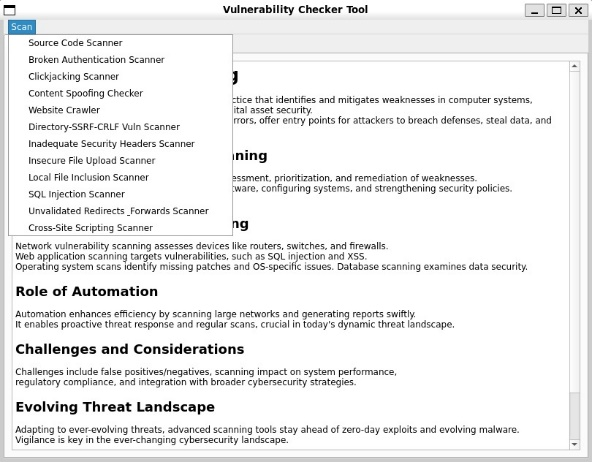 Vulnerability Checker Tool
Scan
Source Code Scanner
Broken Authentication Scanner
Clickjacking Scanner
Content Spoofing Checker
Website Crawler
Directory-SSRF-CRLF Vuln Scanner
Inadequate Security Headers Scanner
Insecure File Upload Scanner
Local File Inclusion Scanner
SQL Injection Scanner
Unvalidated Redirects _Forwards Scanner
Cross-Site Scripting Scanner
that identifies and mitigates weaknesses in computer systems,
asset security.
offer entry points for attackers to breach defenses, steal data, and
prioritization, and remediation of weaknesses.
configuring systems, and strengthening security policies.
Network vulnerability scanning assesses devices like routers, switches, and firewalls.
Web application scanning targets vulnerabilities, such as SQL injection and XSS.
Operating system scans identify missing patches and OS-specific issues. Database scanning examines data security.
Role of Automation
Automation enhances efficiency by scanning large networks and generating reports swiftly.
It enables proactive threat response and regular scans, crucial in today's dynamic threat landscape.
Challenges and Considerations
Challenges include false positives/negatives, scanning impact on system performance,
regulatory compliance, and integration with broader cybersecurity strategies.
Evolving Threat Landscape
Adapting to ever-evolving threats, advanced scanning tools stay ahead of zero-day exploits and evolving malware.
Vigilance is key in the ever-changing cybersecurity landscape.